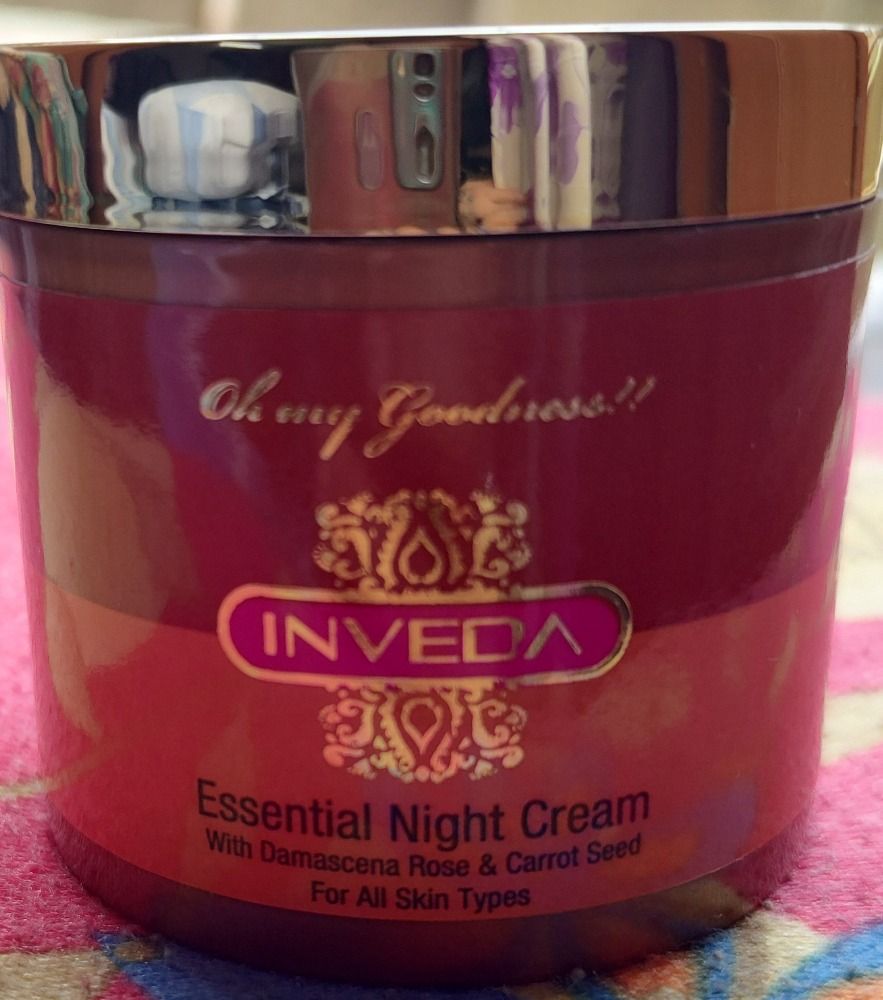 Oh my Goodness!!
INVEDA
Essential Night Cream
With Damascena Rose & Carrot Seed
For All Skin Types